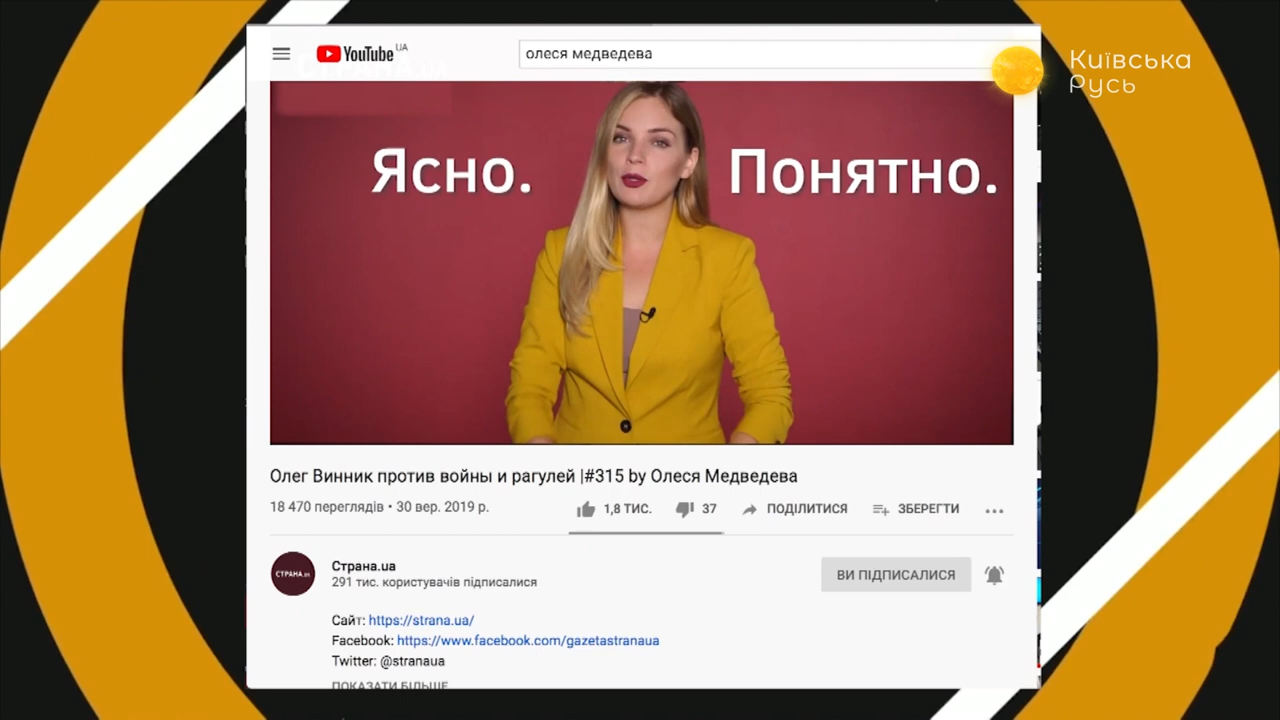 YouTube UA
олеся медведева
Київська
Русь
Ясно. Понятно.
Олег Винник против войны и рагулей |#315 by Олеся Медведева
18 470 переглядів • 30 вер. 2019 р.
1,8 ТИС. 37 ПОДІЛИТИСЯ ЗБЕРЕГТИ
СТРАНА.ua
Страна.ua
291 тис. користувачів підписалися
ВИ ПІДПИСАЛИСЯ
Сайт: https://strana.ua/
Facebook: https://www.facebook.com/gazetastranaua
Twitter: @stranaua
ПОКАЗАТИ БІЛЬШЕ